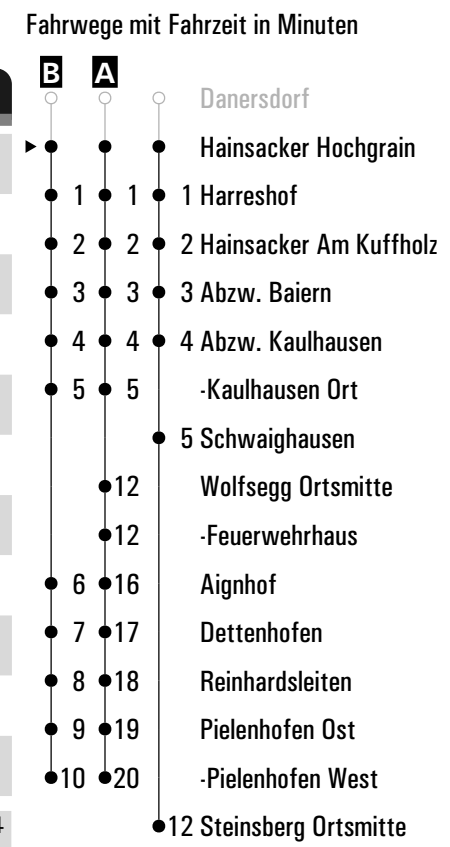 Fahrwege mit Fahrzeit in Minuten
B A
Danersdorf
Hainsacker Hochgrain
1 1 1 Harreshof
2 2 2 Hainsacker Am Kuffholz
3 3 3 Abzw. Baiern
4 4 4 Abzw. Kaulhausen
5 5 -Kaulhausen Ort
5 Schwaighausen
12 Wolfsegg Ortsmitte
12 -Feuerwehrhaus
6 16 Aignhof
7 17 Dettenhofen
8 18 Reinhardsleiten
9 19 Pielenhofen Ost
10 20 -Pielenhofen West
12 Steinsberg Ortsmitte